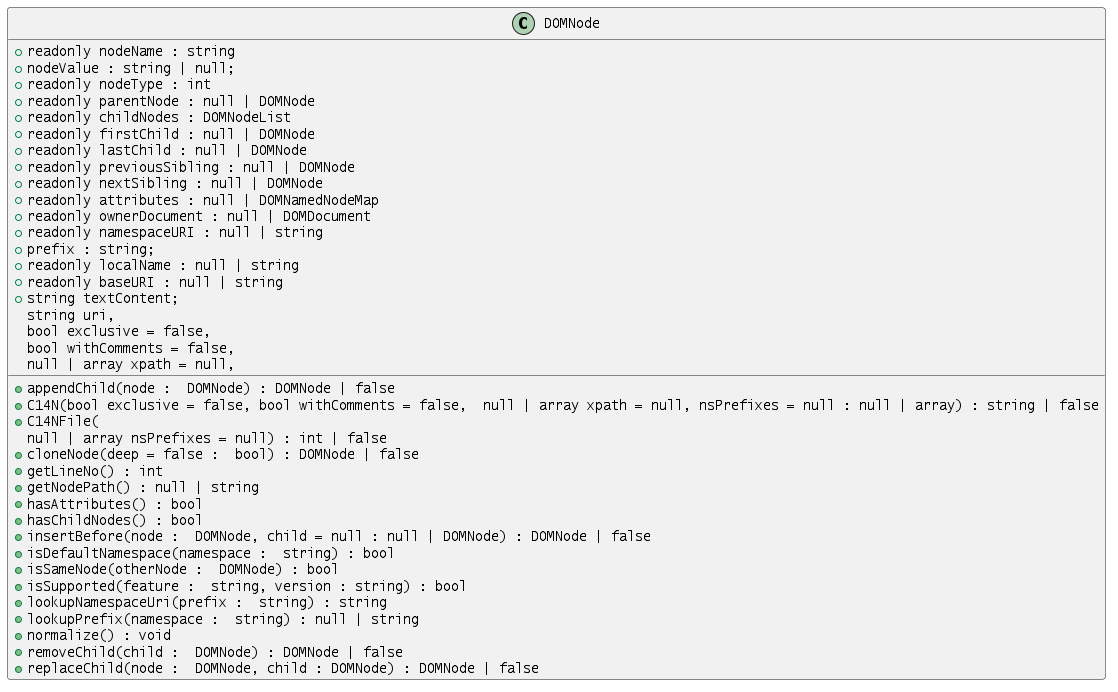 C DOMNode
readonly nodeName : string
nodeValue : string | null;
readonly nodeType : int
readonly parentNode : null | DOMNode
readonly childNodes : DOMNodeList
readonly firstChild : null | DOMNode
readonly lastChild : null | DOMNode
readonly previousSibling : null | DOMNode
readonly nextSibling : null | DOMNode
readonly attributes : null | DOMNamedNodeMap
readonly ownerDocument : null | DOMDocument
readonly namespaceURI : null | string
prefix : string;
readonly localName : null | string
readonly baseURI : null | string
string textContent;
string uri,
bool exclusive = false,
bool withComments = false,
null | array xpath = null,
appendChild(node :  DOMNode) : DOMNode | false
C14N(bool exclusive = false, bool withComments = false,  null | array xpath = null, nsPrefixes = null : null | array) : string | false
C14NFile(
null | array nsPrefixes = null) : int | false
cloneNode(deep = false :  bool) : DOMNode | false
getLineNo() : int
getNodePath() : null | string
hasAttributes() : bool
hasChildNodes() : bool
insertBefore(node :  DOMNode, child = null : null | DOMNode) : DOMNode | false
isDefaultNamespace(namespace :  string) : bool
isSameNode(otherNode :  DOMNode) : bool
isSupported(feature :  string, version : string) : bool
lookupNamespaceUri(prefix :  string) : string
lookupPrefix(namespace :  string) : null | string
normalize() : void
removeChild(child :  DOMNode) : DOMNode | false
replaceChild(node :  DOMNode, child : DOMNode) : DOMNode | false